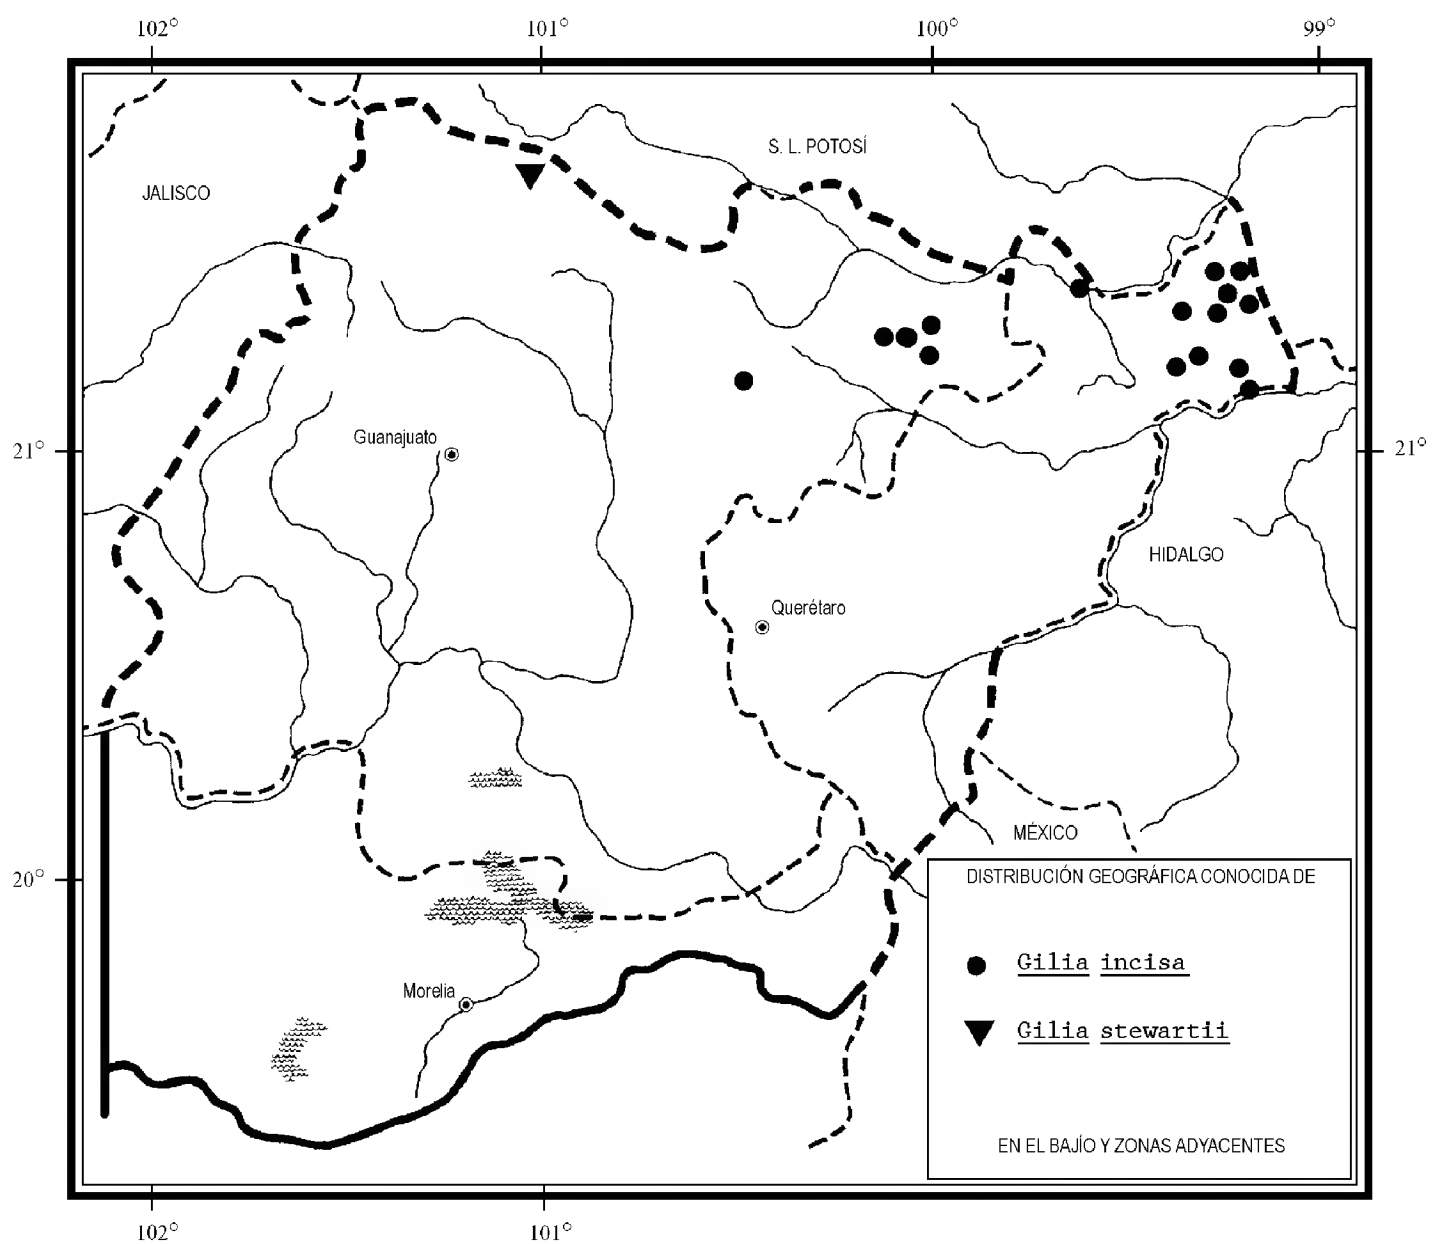 102° 101° 100° 99°
S. L. POTOSÍ
JALISCO
Guanajuato
21° 21°
HIDALGO
Querétaro
MÉXICO
20°
DISTRIBUCIÓN GEOGRÁFICA CONOCIDA DE
Gilia incisa
Morelia
Gilia stewartii
EN EL BAJÍO Y ZONAS ADYACENTES
102° 101°